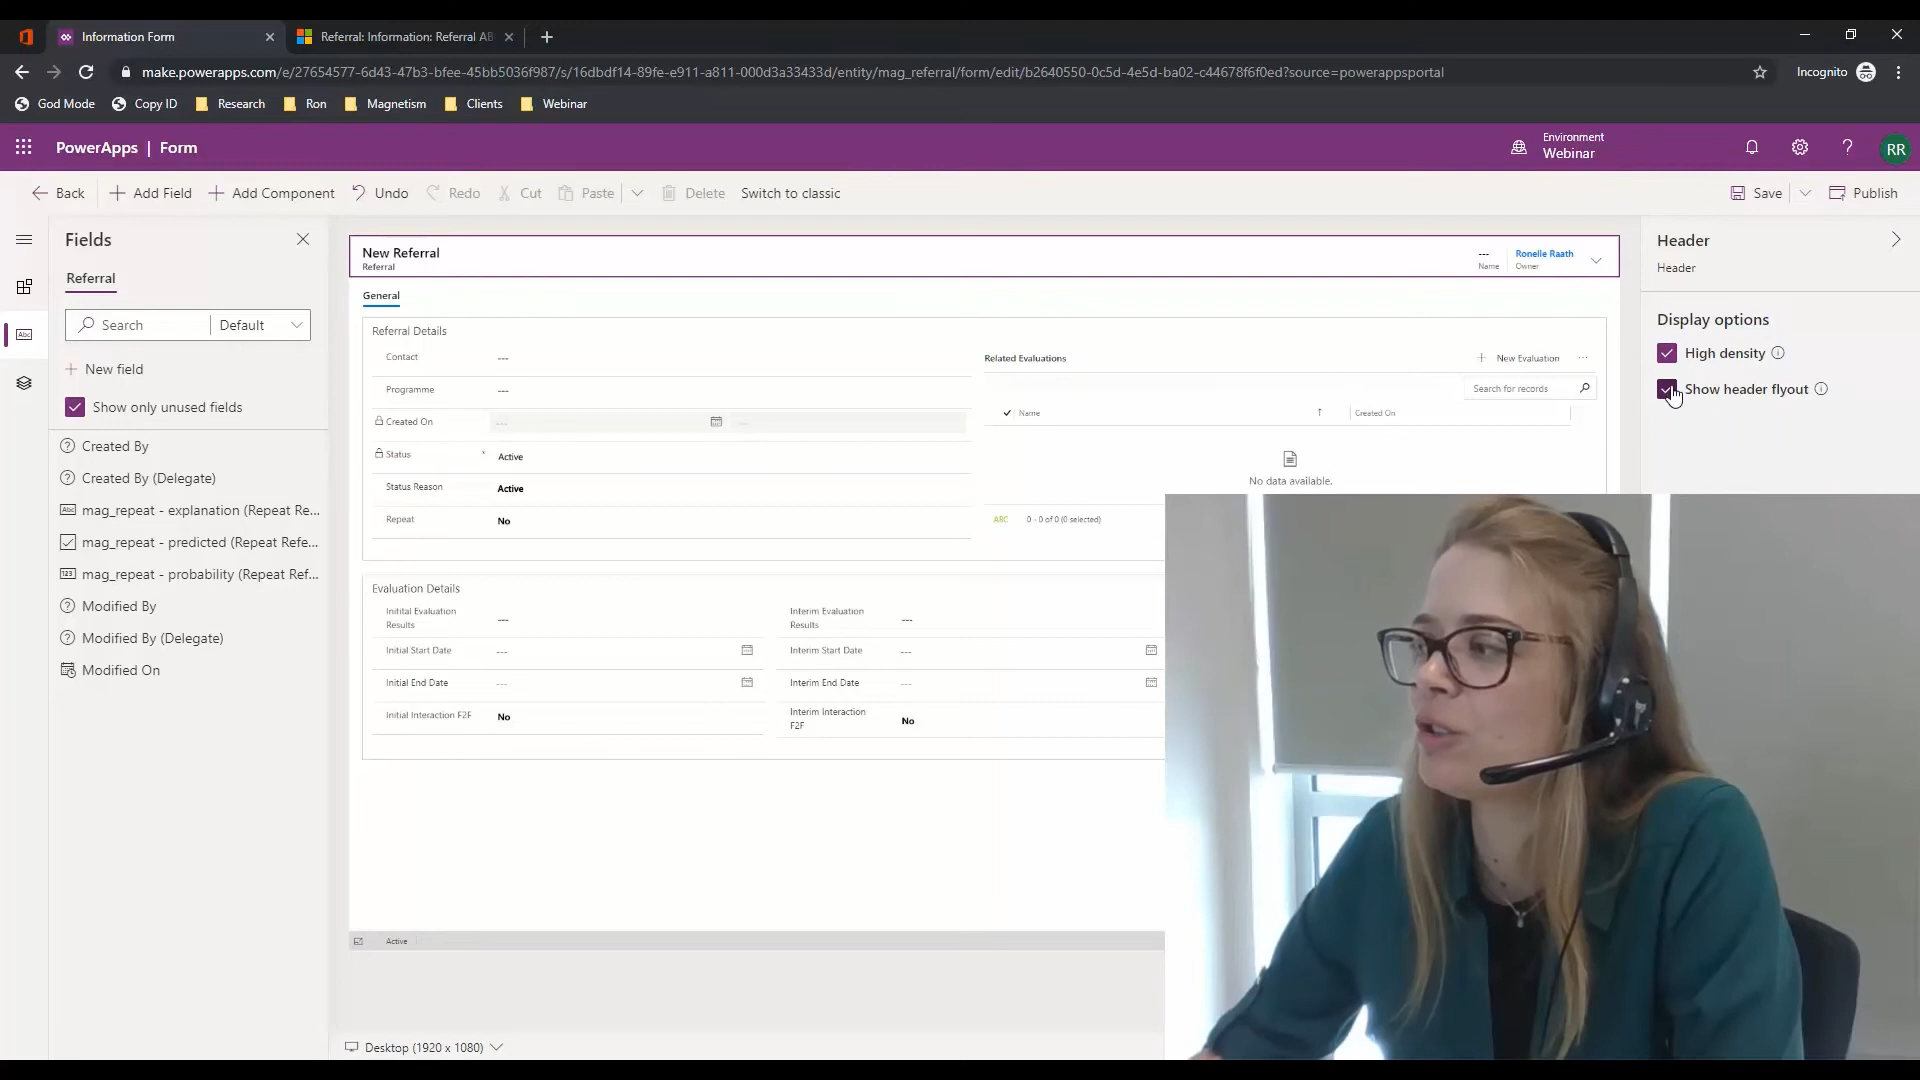 Information Form
Referral: Information: Referral AB
make.powerapps.com/e/27654577-6d43-47b3-bfee-45bb5036f987/s/16dbdf14-89fe-e911-a811-000d3a33433d/entity/mag_referral/form/edit/b2640550-0c5d-4e5d-ba02-c44678f6f0ed?source=powerappsportal
Incognito
God Mode Copy ID Research Ron Magnetism Clients Webinar
PowerApps | Form
Environment
Webinar
RR
Back Add Field Add Component Undo Redo Cut Paste Delete Switch to classic Save Publish
Fields
Referral
Search Default
New field
Show only unused fields
Created By
Created By (Delegate)
Abc mag_repeat - explanation (Repeat Re...
mag_repeat - predicted (Repeat Refe...
123 mag_repeat - probability (Repeat Ref...
Modified By
Modified By (Delegate)
Modified On
Abc
New Referral
Referral
---
Name
Ronelle Raath
Owner
General
Referral Details
Contact ---
Programme ---
Created On --- ---
Status * Active
Status Reason Active
Repeat No
Related Evaluations
New Evaluation ...
Search for records
Name Created On
No data available.
ABC 0 - 0 of 0 (0 selected)
Evaluation Details
Initital Evaluation
Results ---
Initial Start Date ---
Initial End Date ---
Initial Interaction F2F No
Interim Evaluation
Results ---
Interim Start Date ---
Interim End Date ---
Interim Interaction
F2F No
Active
Desktop (1920 x 1080)
Header
Header
Display options
High density
Show header flyout